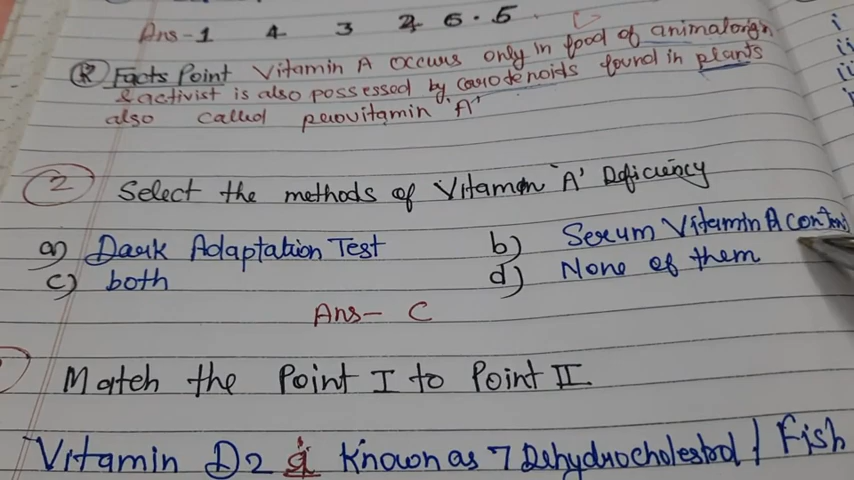 Ans - 1 4 3 2 6 . 5
Facts Point Vitamin A occurs only in food of animal origin
& activist is also possessed by carotenoids found in plants
also called provitamin 'A'
2 Select the methods of Vitamin 'A' Deficiency
a) Dark Adaptation Test b) Serum Vitamin A content
c) both d) None of them
Ans- C
Match the Point I to Point II
Vitamin D2 Known as 7 Dehydrocholestrol / Fish